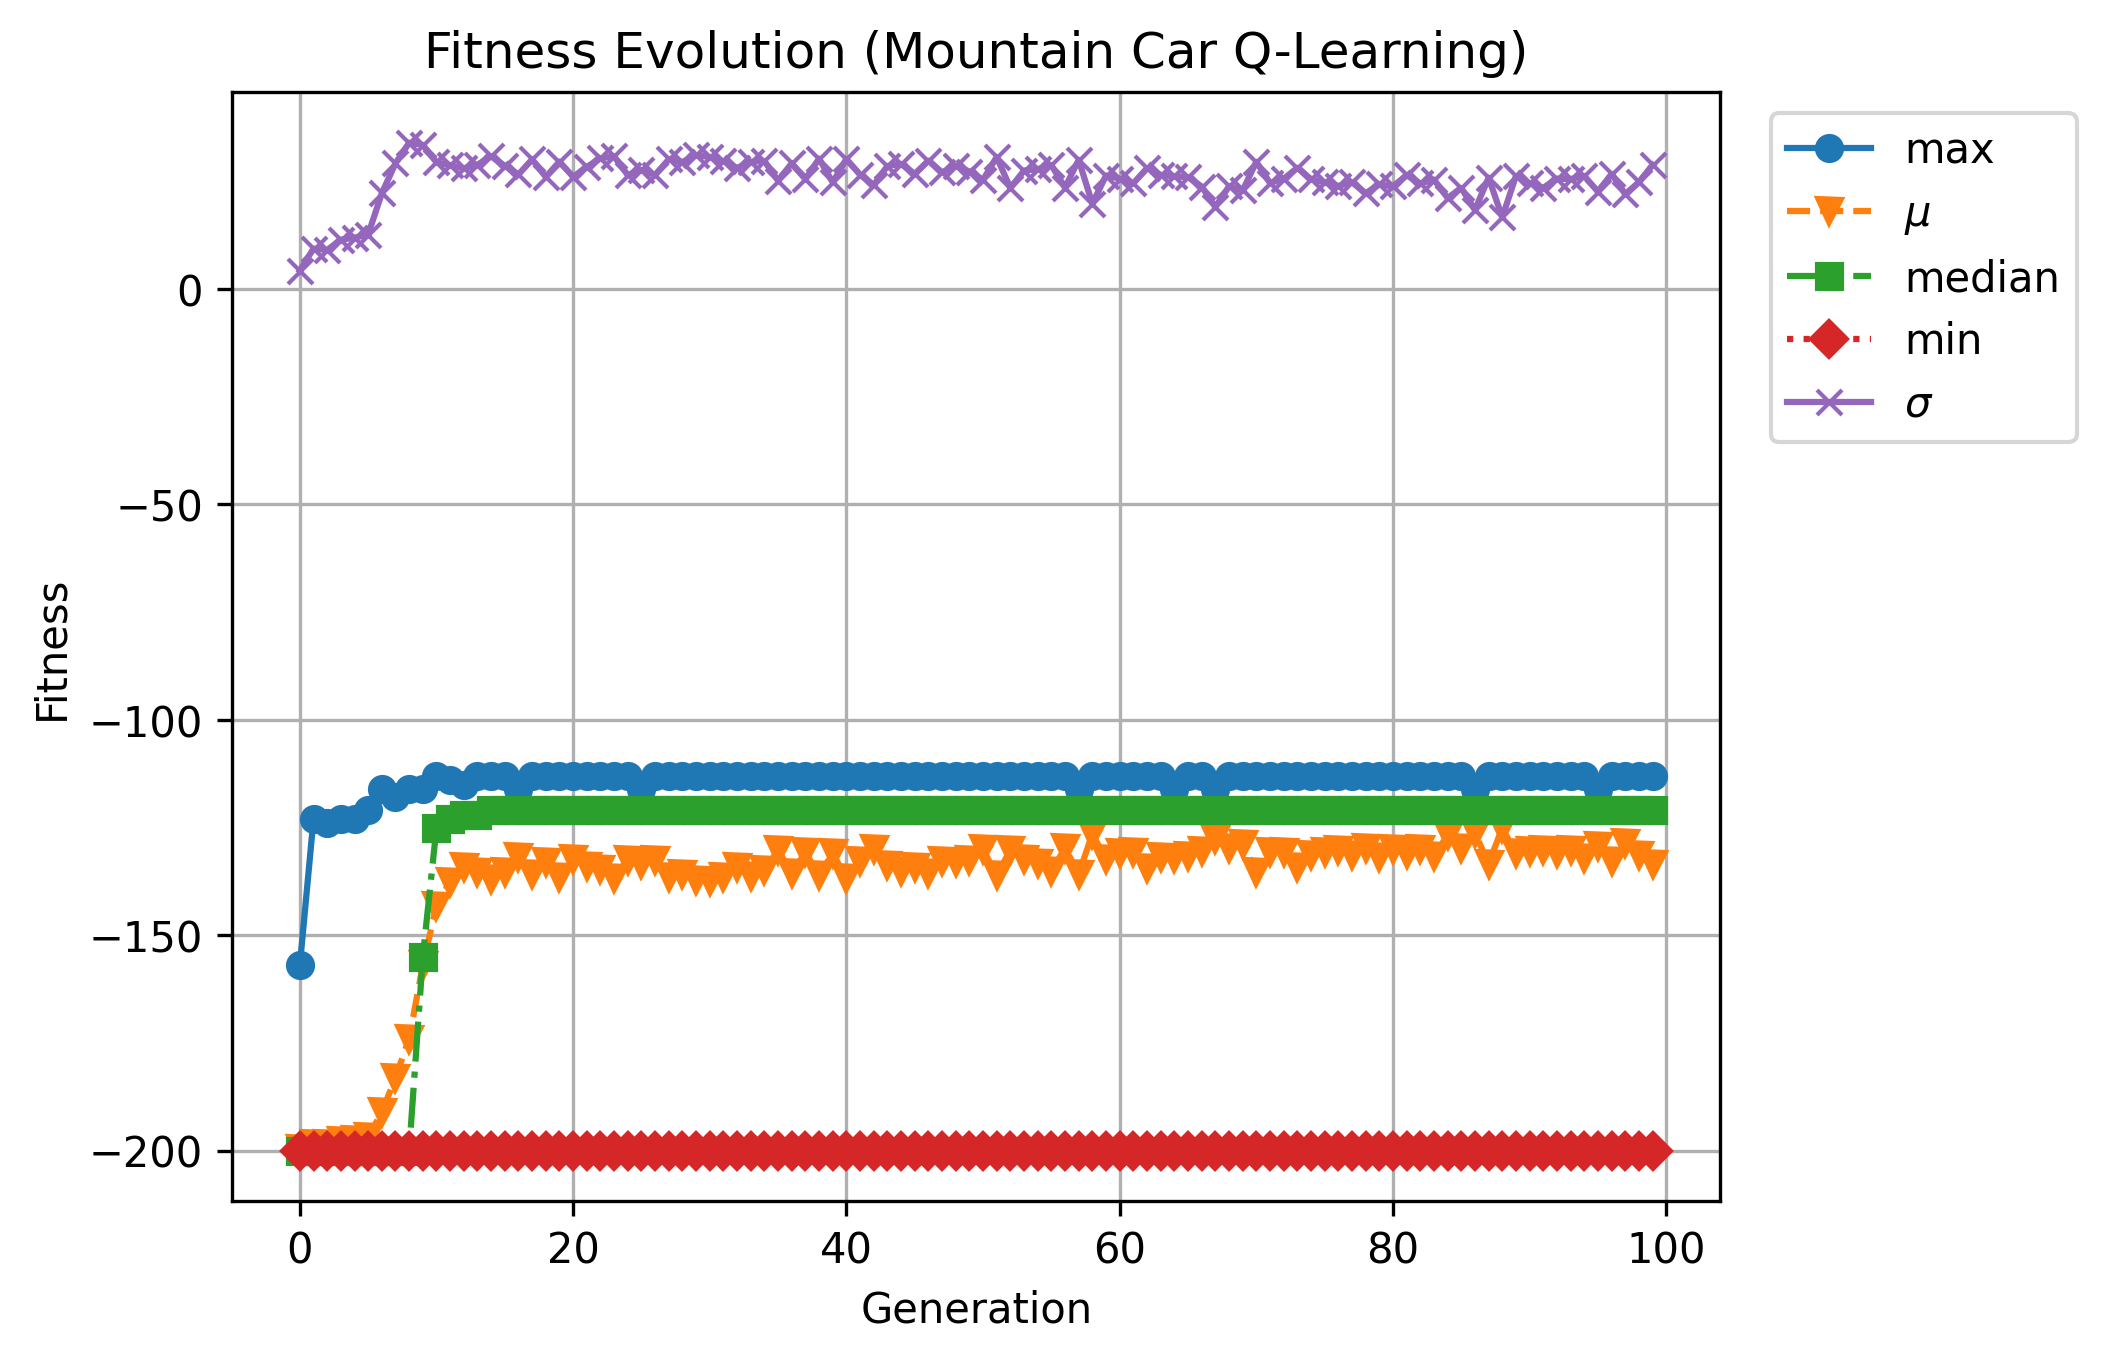 Fitness Evolution (Mountain Car Q-Learning)
max
μ
median
min
σ
0
−50
−100
−150
−200
Fitness
0 20 40 60 80 100
Generation